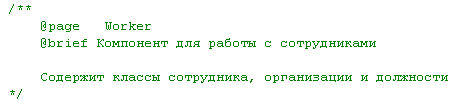 /**
@page   Worker
@brief Компонент для работы с сотрудниками
Содержит классы сотрудника, организации и должности
*/